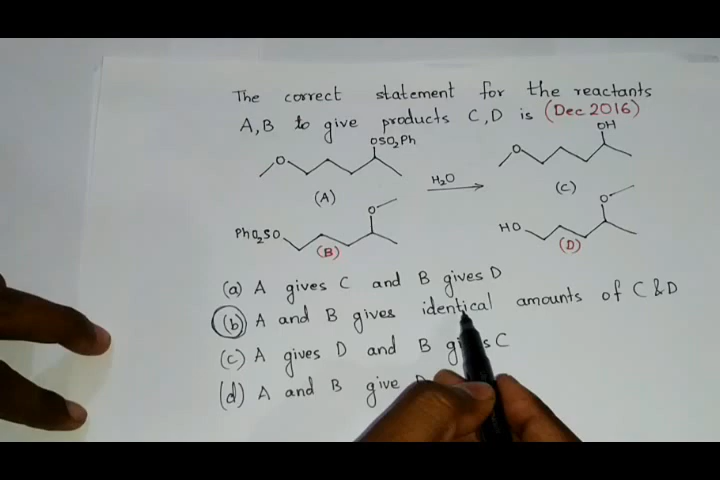 The correct statement for the reactants
A,B to give products C,D is (Dec 2016)
OSO2Ph
OH
O
O
H2O
(A)
(C)
O
O
PhO2SO
HO
(B)
(D)
(a) A gives C and B gives D
(b) A and B gives identical amounts of C & D
(c) A gives D and B gives C
(d) A and B give D